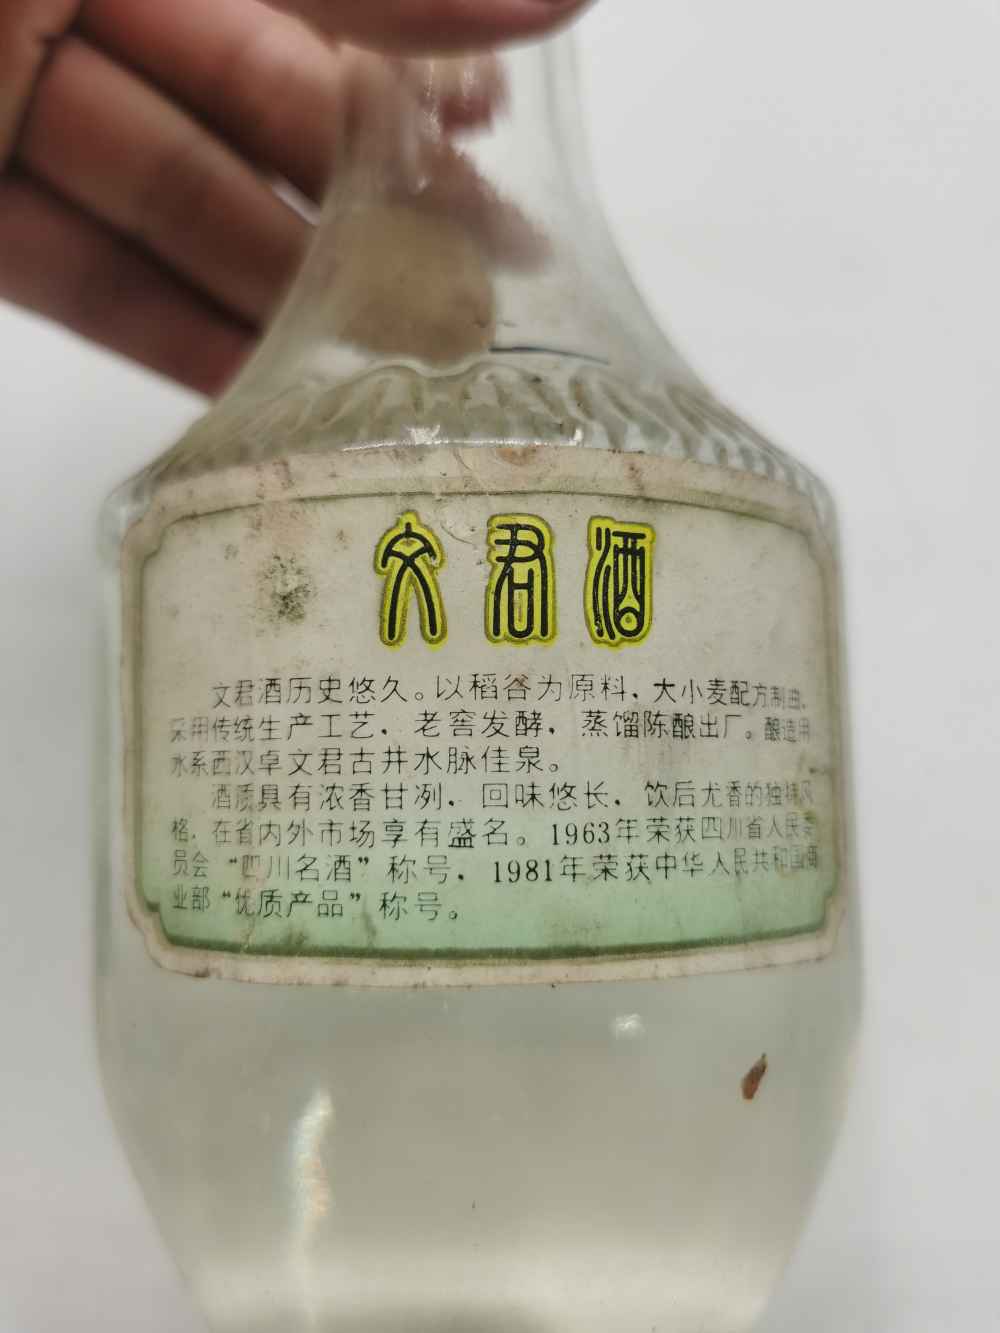 文君酒
文君酒历史悠久。以稻谷为原料，大小麦配方制曲，
采用传统生产工艺，老窖发酵，蒸馏陈酿出厂。酿造用
水系西汉卓文君古井水脉佳泉。
酒质具有浓香甘冽，回味悠长，饮后尤香的独特风
格，在省内外市场享有盛名。1963年荣获四川省人民委
员会“四川名酒”称号，1981年荣获中华人民共和国商
业部“优质产品”称号。